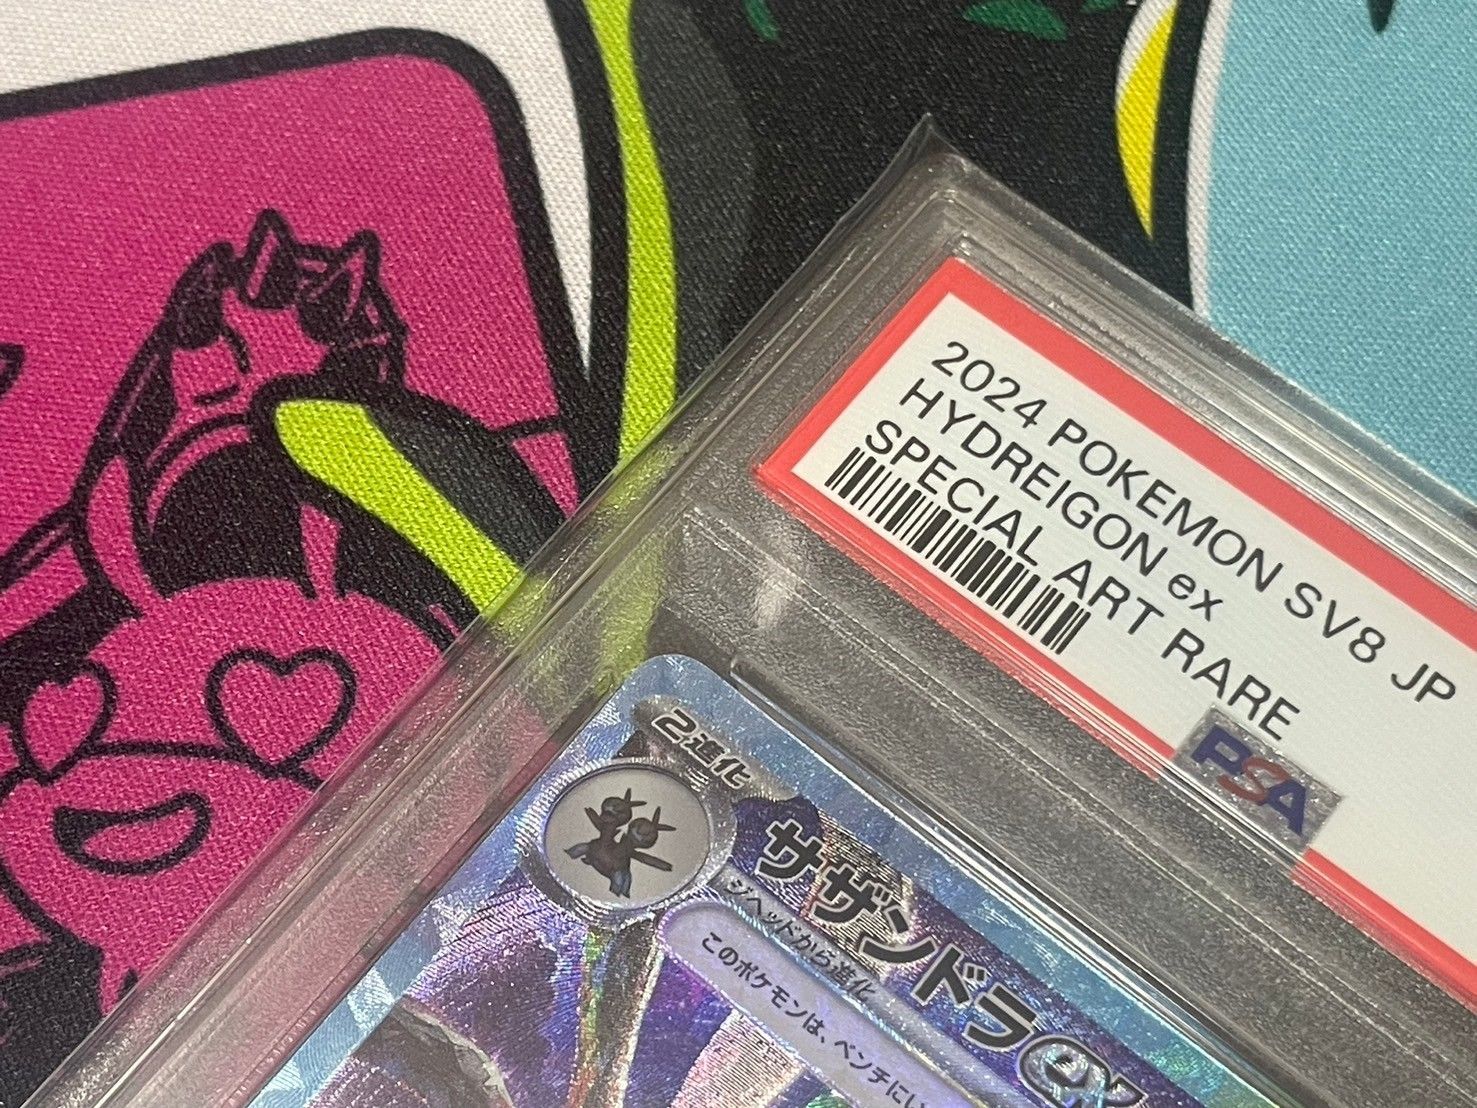 2024 POKEMON SV8 JP
HYDREIGON ex
SPECIAL ART RARE
PSA
2進化
サザンドラex
ジヘッドから進化
このポケモンは、ベンチにい